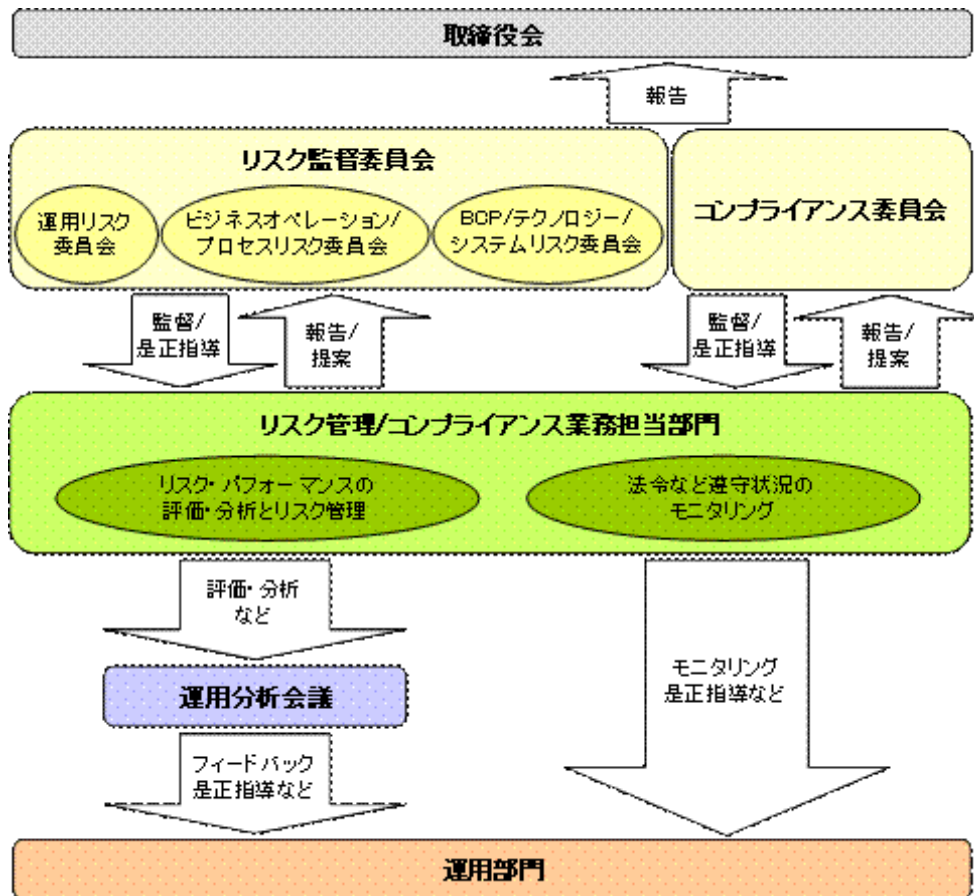 取締役会
報告
リスク監督委員会
運用リスク
委員会
ビジネスオペレーション/
プロセスリスク委員会
BCP/テクノロジー/
システムリスク委員会
コンプライアンス委員会
監督/
是正指導
報告/
提案
監督/
是正指導
報告/
提案
リスク管理/コンプライアンス業務担当部門
リスク・パフォーマンスの
評価・分析とリスク管理
法令など遵守状況の
モニタリング
評価・分析
など
運用分析会議
モニタリング
是正指導など
フィードバック
是正指導など
運用部門